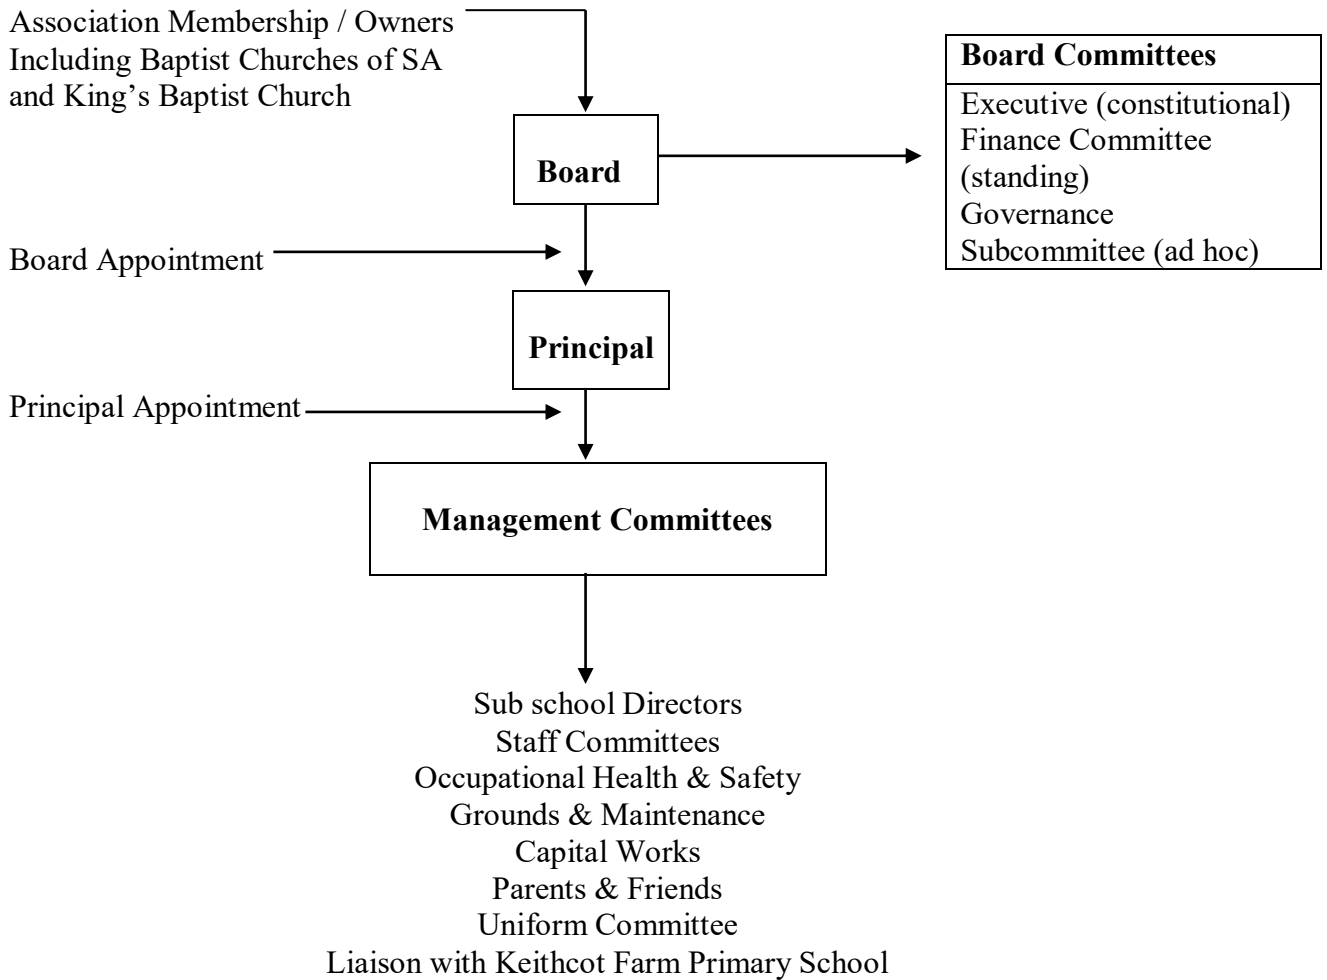 Association Membership / Owners
Including Baptist Churches of SA
and King’s Baptist Church
Board Committees
Executive (constitutional)
Finance Committee
(standing)
Governance
Subcommittee (ad hoc)
Board
Board Appointment
Principal
Principal Appointment
Management Committees
Sub school Directors
Staff Committees
Occupational Health & Safety
Grounds & Maintenance
Capital Works
Parents & Friends
Uniform Committee
Liaison with Keithcot Farm Primary School